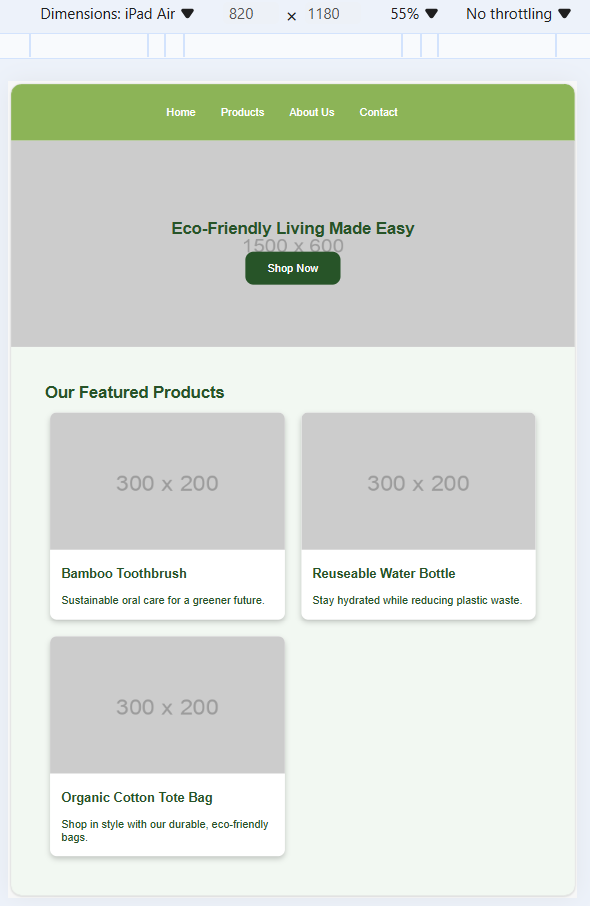 Dimensions: iPad Air 820 × 1180 55% No throttling
Home Products About Us Contact
Eco-Friendly Living Made Easy
1500 x 600
Shop Now
Our Featured Products
300 x 200
Bamboo Toothbrush
Sustainable oral care for a greener future.
300 x 200
Reuseable Water Bottle
Stay hydrated while reducing plastic waste.
300 x 200
Organic Cotton Tote Bag
Shop in style with our durable, eco-friendly
bags.